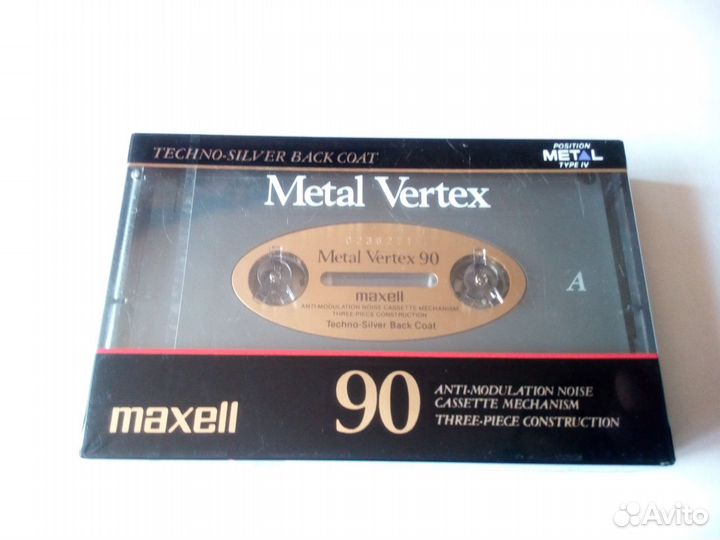 TECHNO-SILVER BACK COAT
POSITION
METAL
TYPE IV
Metal Vertex
Metal Vertex 90
maxell
ANTI-MODULATION NOISE CASSETTE MECHANISM
THREE-PIECE CONSTRUCTION
Techno-Silver Back Coat
A
maxell
90
ANTI-MODULATION NOISE
CASSETTE MECHANISM
THREE-PIECE CONSTRUCTION
Avito